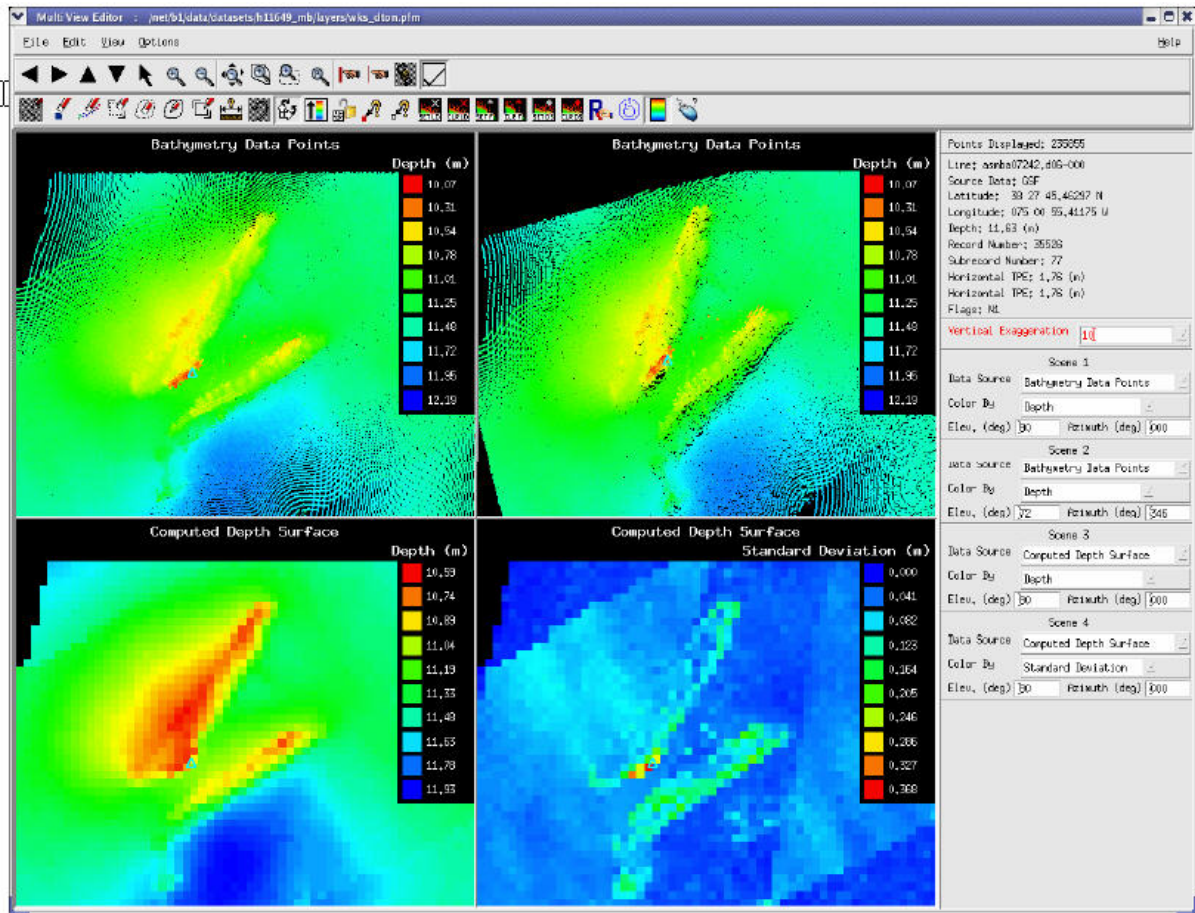 Multi View Editor : /net/b1/data/datasets/h11649_mb/layers/wks_dton.pfm
File Edit View Options Help
Bathymetry Data Points
Depth (m)
10.07
10.31
10.54
10.78
11.01
11.25
11.48
11.72
11.95
12.19
Bathymetry Data Points
Depth (m)
10.07
10.31
10.54
10.78
11.01
11.25
11.48
11.72
11.95
12.19
Computed Depth Surface
Depth (m)
10.59
10.74
10.89
11.04
11.19
11.33
11.48
11.63
11.78
11.93
Computed Depth Surface
Standard Deviation (m)
0.000
0.041
0.082
0.123
0.164
0.205
0.246
0.286
0.327
0.368
Points Displayed: 235855
Line: asmba07242.d06-000
Source Data: GSF
Latitude: 38 27 45.46297 N
Longitude: 075 00 55.41175 W
Depth: 11.63 (m)
Record Number: 35526
Subrecord Number: 77
Horizontal TPE: 1.76 (m)
Horizontal TPE: 1.76 (m)
Flags: N1
Vertical Exaggeration 10
Scene 1
Data Source Bathymetry Data Points
Color By Depth
Elev. (deg) 90 Azimuth (deg) 000
Scene 2
Data Source Bathymetry Data Points
Color By Depth
Elev. (deg) 72 Azimuth (deg) 346
Scene 3
Data Source Computed Depth Surface
Color By Depth
Elev. (deg) 90 Azimuth (deg) 000
Scene 4
Data Source Computed Depth Surface
Color By Standard Deviation
Elev. (deg) 90 Azimuth (deg) 000